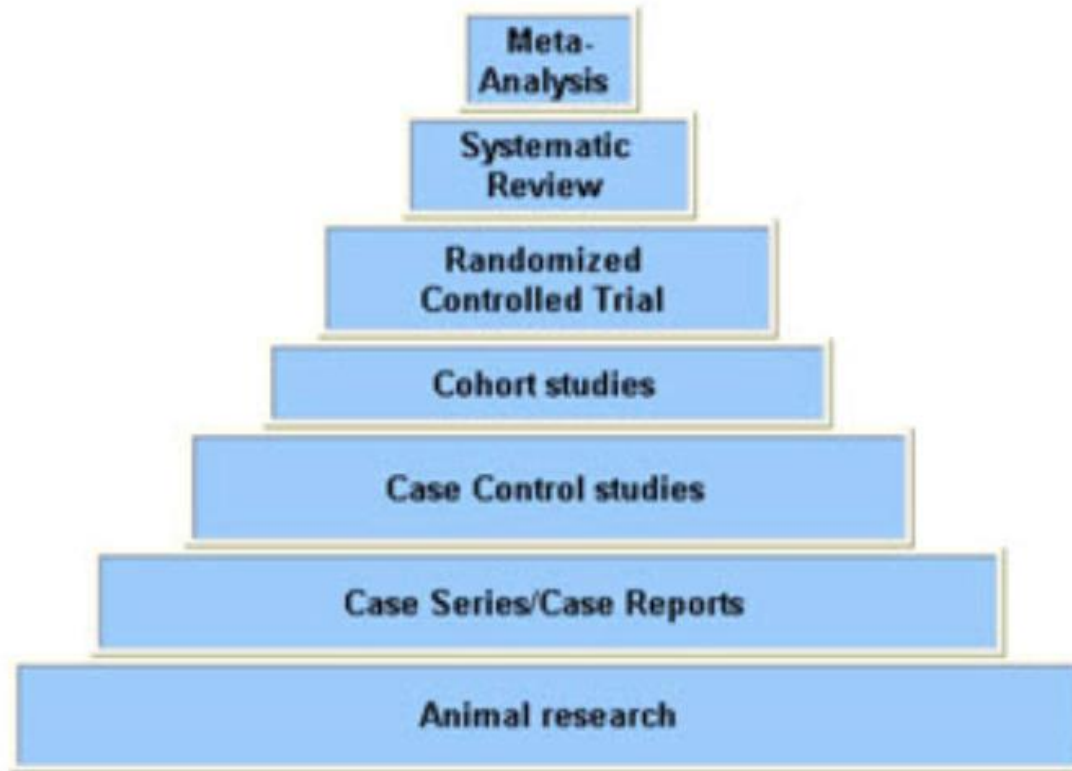 Meta-
Analysis
Systematic
Review
Randomized
Controlled Trial
Cohort studies
Case Control studies
Case Series/Case Reports
Animal research